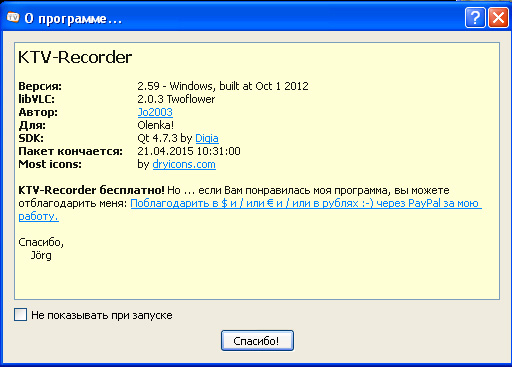 О программе...
KTV-Recorder
Версия: 2.59 - Windows, built at Oct 1 2012
libVLC: 2.0.3 Twoflower
Автор: Jo2003
Для: Olenka!
SDK: Qt 4.7.3 by Digia
Пакет кончается: 21.04.2015 10:31:00
Most icons: by dryicons.com
KTV-Recorder бесплатно! Но ... если Вам понравилась моя программа, вы можете
отблагодарить меня: Поблагодарить в $ и / или € и / или в рублях :-) через PayPal за мою
работу.
Спасибо,
Jörg
Не показывать при запуске
Спасибо!